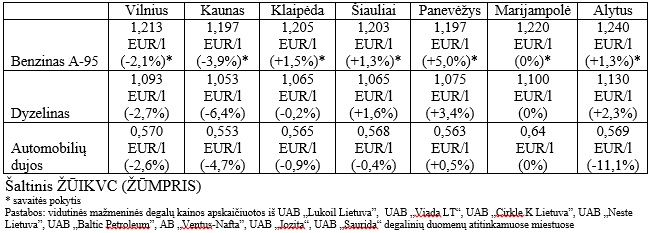 Vilnius Kaunas Klaipėda Šiauliai Panevėžys Marijampolė Alytus
1,213 1,197 1,205 1,203 1,197 1,220 1,240
EUR/l EUR/l EUR/l EUR/l EUR/l EUR/l EUR/l
Benzinas A-95 (-2,1%)* (-3,9%)* (+1,5%)* (+1,3%)* (+5,0%)* (0%)* (+1,3%)*
1,093 1,053 1,065 1,065 1,075 1,100 1,130
EUR/l EUR/l EUR/l EUR/l EUR/l EUR/l EUR/l
Dyzelinas (-2,7%) (-6,4%) (-0,2%) (+1,6%) (+3,4%) (0%) (+2,3%)
0,570 0,553 0,565 0,568 0,563 0,64 0,569
Automobilių EUR/l EUR/l EUR/l EUR/l EUR/l EUR/l EUR/l
dujos (-2,6%) (-4,7%) (-0,9%) (-0,4%) (+0,5%) (0%) -11,1%)
Šaltinis ŽŪIKVC (ŽŪMPRIS)
* savaitės pokytis
Pastabos: vidutinės mažmeninės degalų kainos apskaičiuotos iš UAB „Lukoil Lietuva”, UAB „Viada LT“, UAB „Cirkle K Lietuva”, UAB „Neste
Lietuva”, UAB „Baltic Petroleum”, AB „Ventus-Nafta”, UAB „Jozita”, UAB „Saurida” degalinių duomenų atitinkamuose miestuose